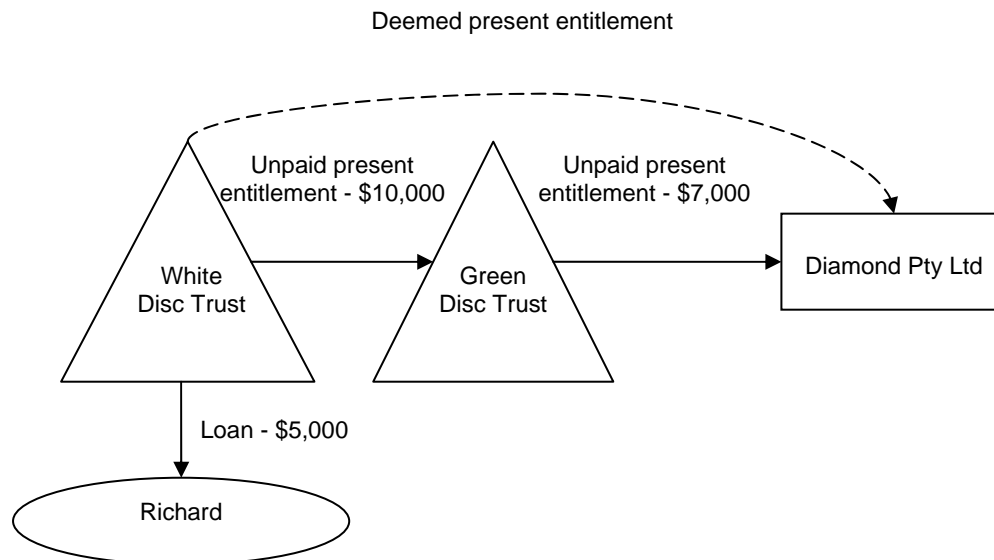 Deemed present entitlement
Unpaid present
entitlement - $10,000
Unpaid present
entitlement - $7,000
White
Disc Trust
Green
Disc Trust
Diamond Pty Ltd
Loan - $5,000
Richard